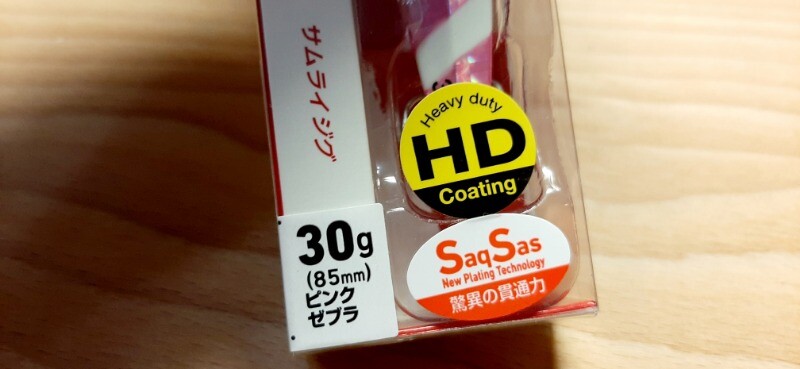 サムライジグ
Heavy duty
HD
Coating
30g
(85mm)
ピンク
ゼブラ
SaqSas
New Plating Technology
驚異の貫通力